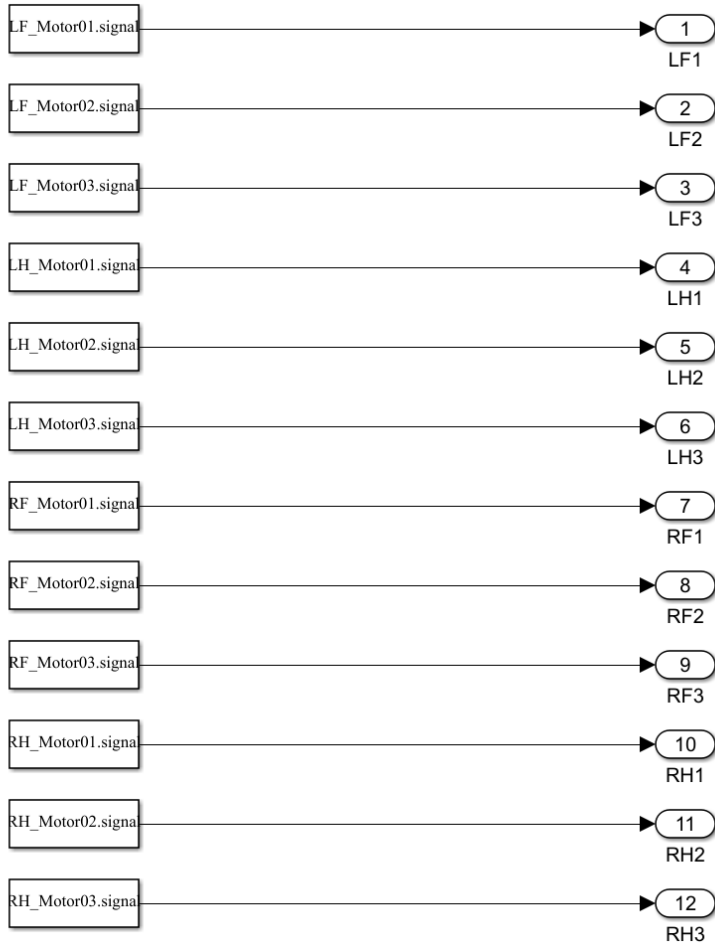 LF_Motor01.signal
1
LF1
LF_Motor02.signal
2
LF2
LF_Motor03.signal
3
LF3
LH_Motor01.signal
4
LH1
LH_Motor02.signal
5
LH2
LH_Motor03.signal
6
LH3
RF_Motor01.signal
7
RF1
RF_Motor02.signal
8
RF2
RF_Motor03.signal
9
RF3
RH_Motor01.signal
10
RH1
RH_Motor02.signal
11
RH2
RH_Motor03.signal
12
RH3